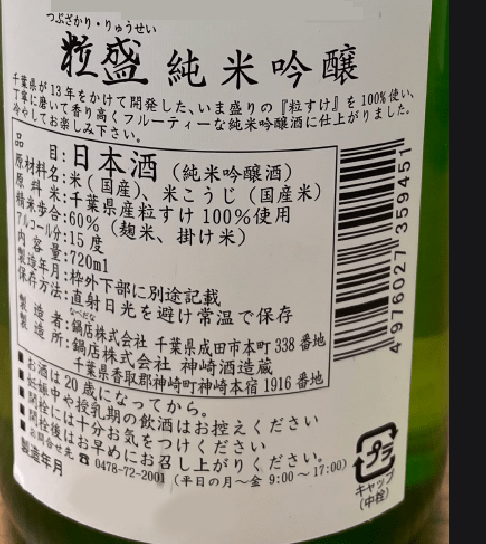 つぶざかり・りゅうせい
粒盛 純米吟醸
千葉県が13年をかけて開発した、いま盛りの『粒すけ』を100%使い、
丁寧に磨いて香り高くフルーティーな純米吟醸酒に仕上がりました。
冷やしてお楽しみ下さい。
品目:日本酒(純米吟醸酒)
原材料名:米(国産)、米こうじ(国産米)
原料米:千葉県産粒すけ100%使用
精米歩合:60%(麹米、掛け米)
アルコール分:15度
内容量:720ml
製造年月:枠外下部に別途記載
保存方法:直射日光を避け常温で保存
なべだな
製造者:鍋店株式会社 千葉県成田市本町338番地
製造所:鍋店株式会社 神崎酒造蔵
千葉県香取郡神崎町神崎本宿1916番地
■お酒は20歳になってから。
■妊娠中や授乳期の飲酒はお控えください
■開栓には十分お気をつけください
■開栓後はお早めにお召し上がりください。
■お問合せ先 ☎0478-72-2001(平日の月〜金 9:00〜17:00)
製造年月
4976027359451
プラ
キャップ
(中栓)